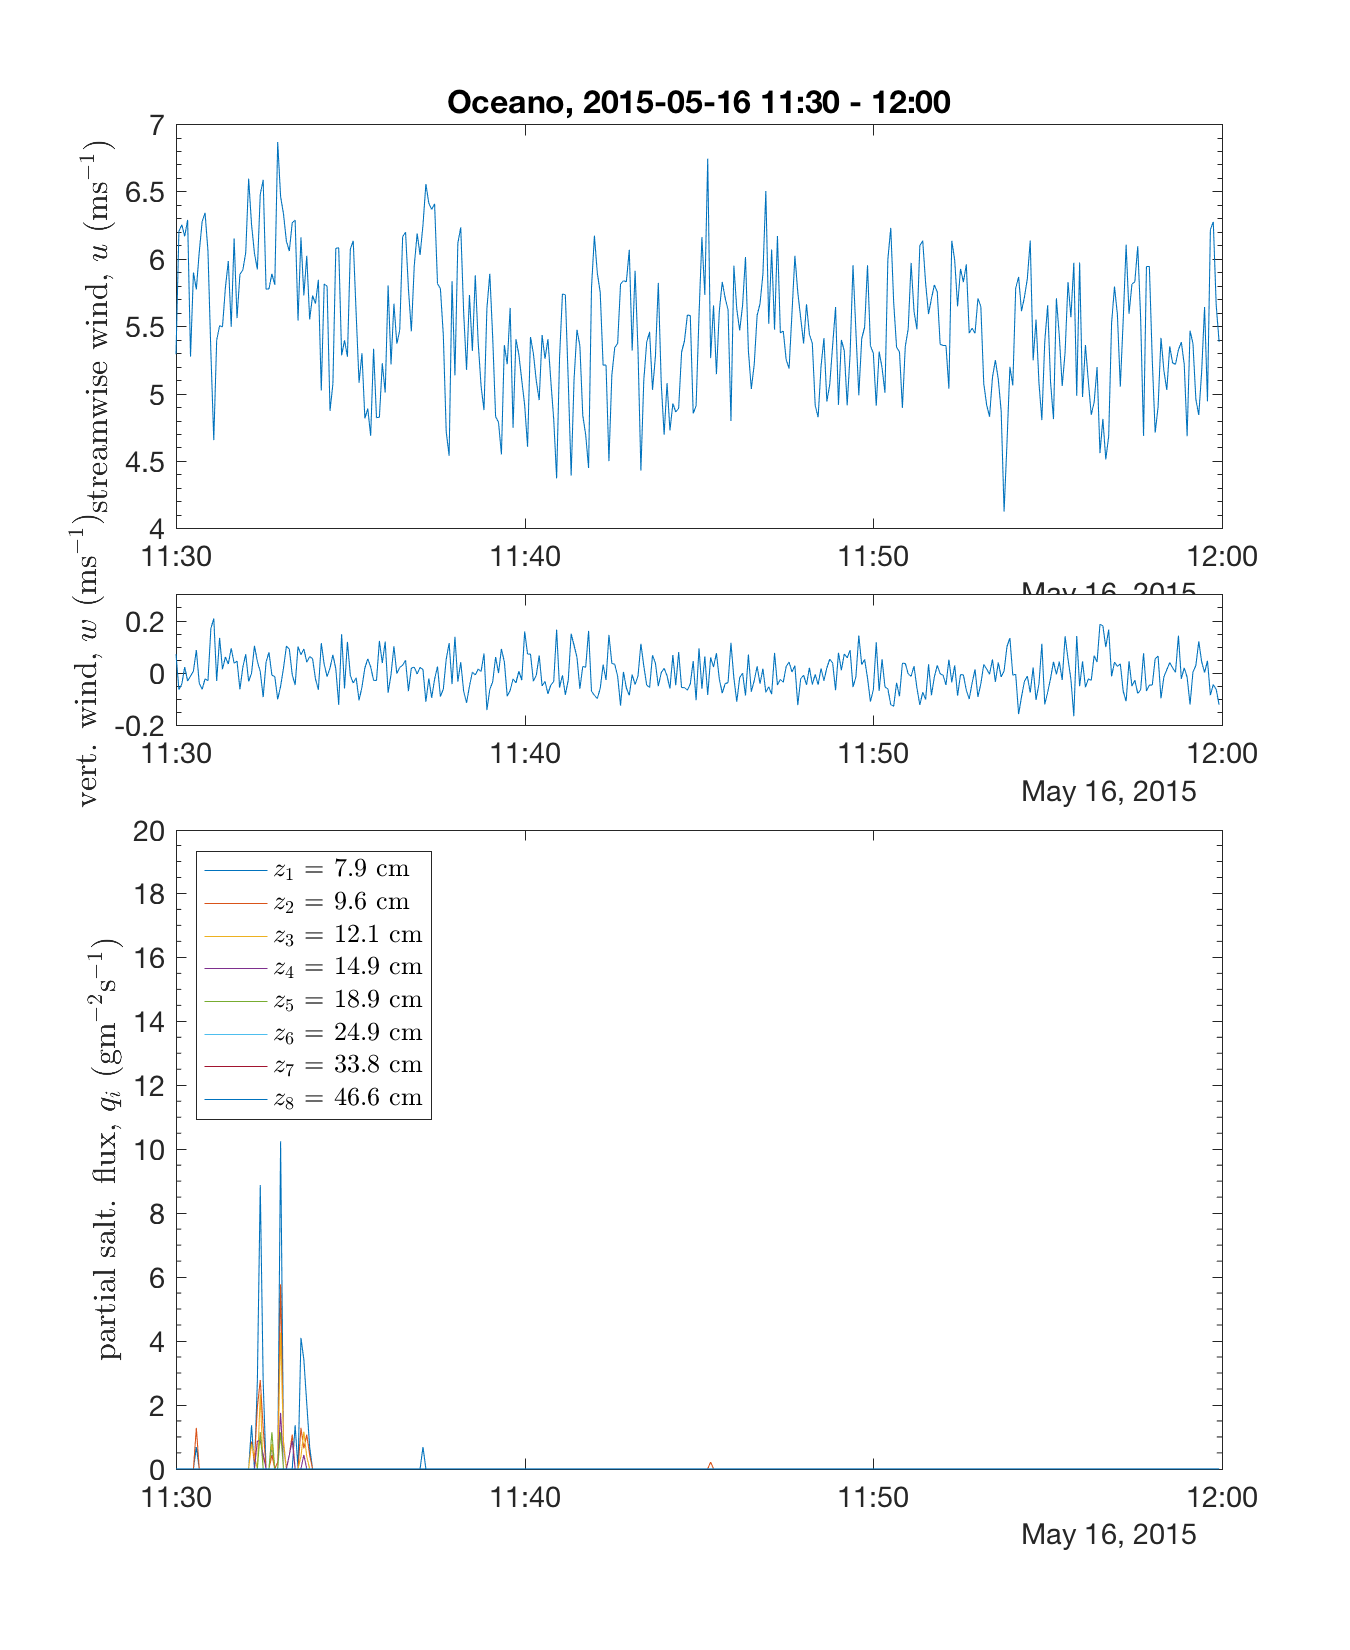 Oceano, 2015-05-16 11:30 - 12:00
streamwise wind, u (ms⁻¹)
7
6.5
6
5.5
5
4.5
4
11:30 11:40 11:50 12:00
May 16, 2015
vert. wind, w (ms⁻¹)
0.2
0
-0.2
11:30 11:40 11:50 12:00
May 16, 2015
partial salt. flux, qᵢ (gm⁻²s⁻¹)
20
18
16
14
12
10
8
6
4
2
0
z₁ = 7.9 cm
z₂ = 9.6 cm
z₃ = 12.1 cm
z₄ = 14.9 cm
z₅ = 18.9 cm
z₆ = 24.9 cm
z₇ = 33.8 cm
z₈ = 46.6 cm
11:30 11:40 11:50 12:00
May 16, 2015